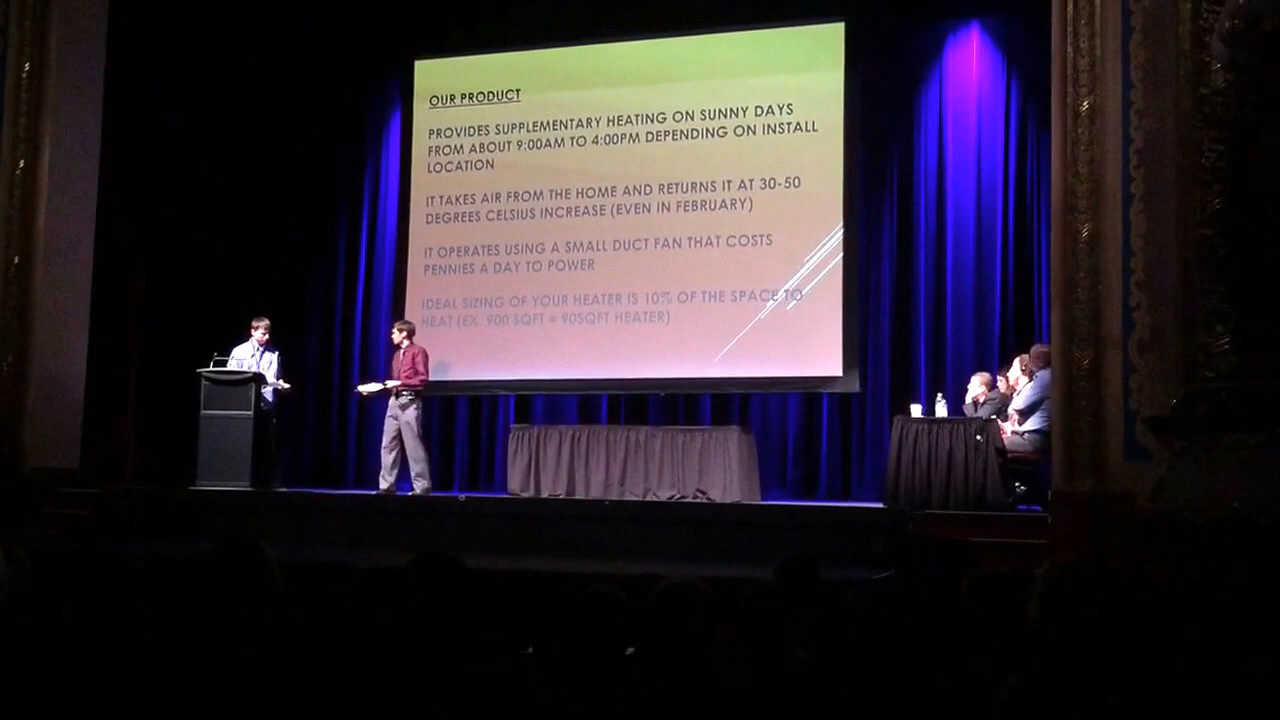 OUR PRODUCT
PROVIDES SUPPLEMENTARY HEATING ON SUNNY DAYS
FROM ABOUT 9:00AM TO 4:00PM DEPENDING ON INSTALL
LOCATION
IT TAKES AIR FROM THE HOME AND RETURNS IT AT 30-50
DEGREES CELSIUS INCREASE (EVEN IN FEBRUARY)
IT OPERATES USING A SMALL DUCT FAN THAT COSTS
PENNIES A DAY TO POWER
IDEAL SIZING OF YOUR HEATER IS 10% OF THE SPACE TO
HEAT (EX. 900 SQFT = 90SQFT HEATER)